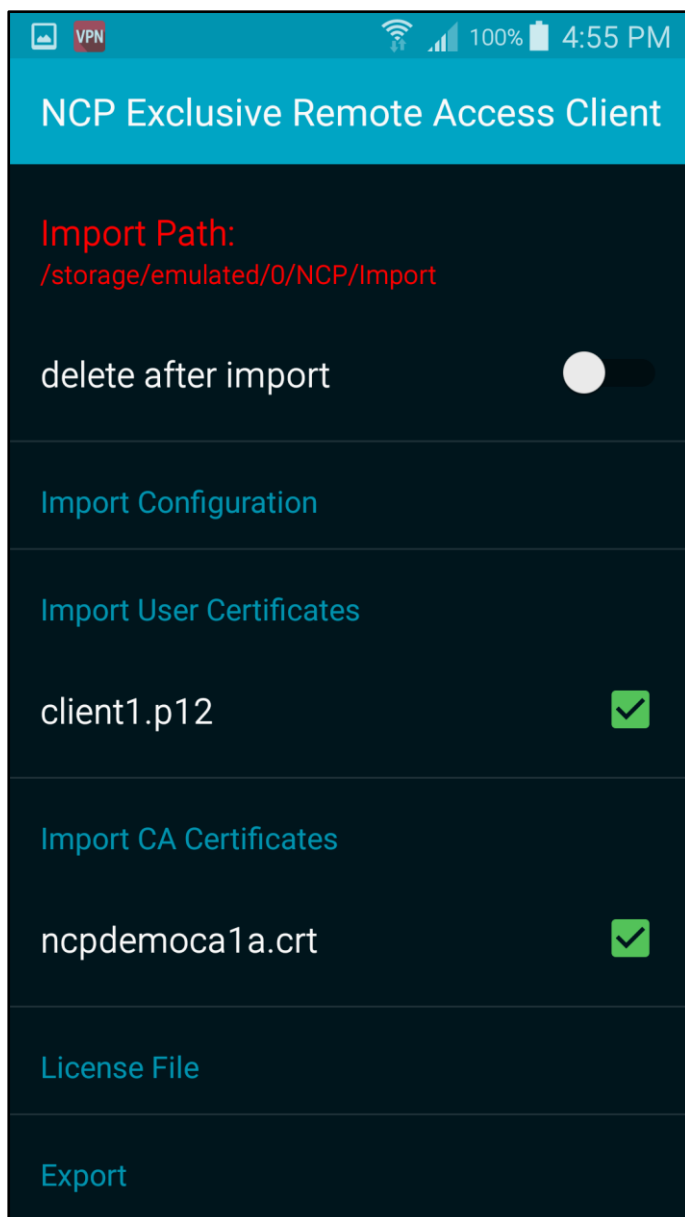 VPN 100% 4:55 PM
NCP Exclusive Remote Access Client
Import Path:
/storage/emulated/0/NCP/Import
delete after import
Import Configuration
Import User Certificates
client1.p12
Import CA Certificates
ncpdemoca1a.crt
License File
Export